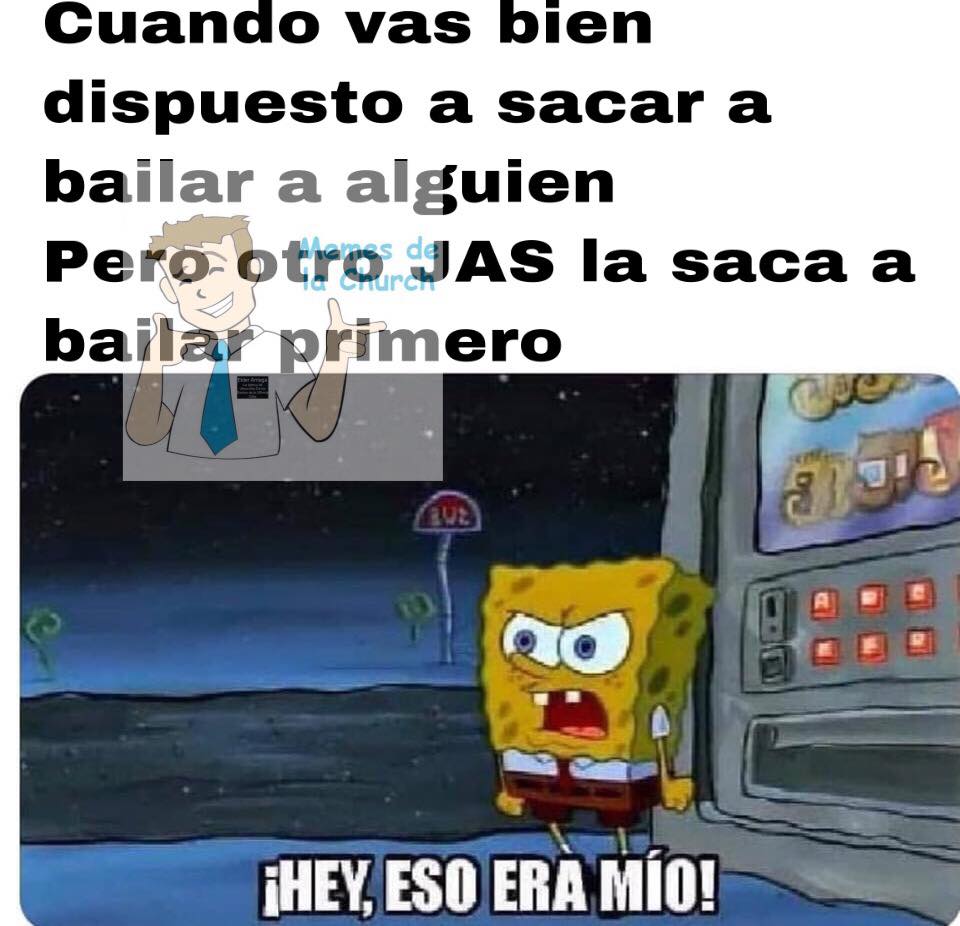 Cuando vas bien
dispuesto a sacar a
bailar a alguien
Pero otro JAS la saca a
bailar primero
Memes de
la Church
¡HEY, ESO ERA MÍO!